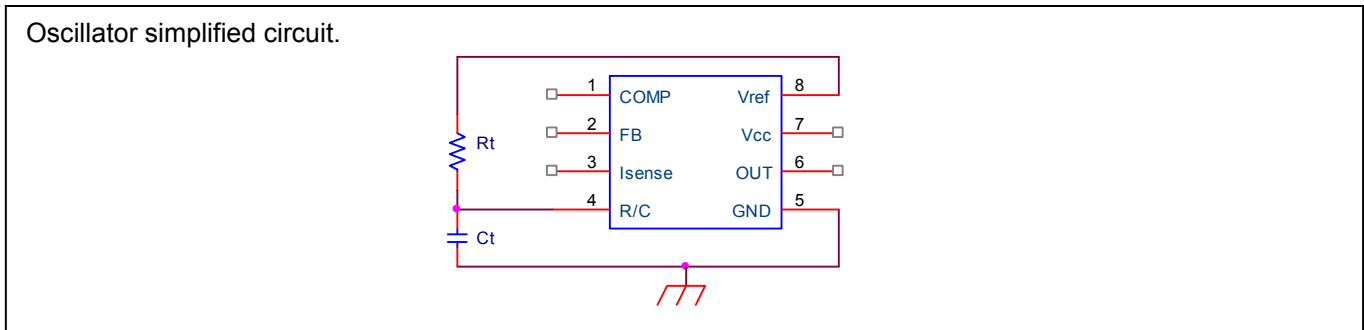 Oscillator simplified circuit.
1 COMP Vref 8
2 FB Vcc 7
Rt
3 Isense OUT 6
4 R/C GND 5
Ct